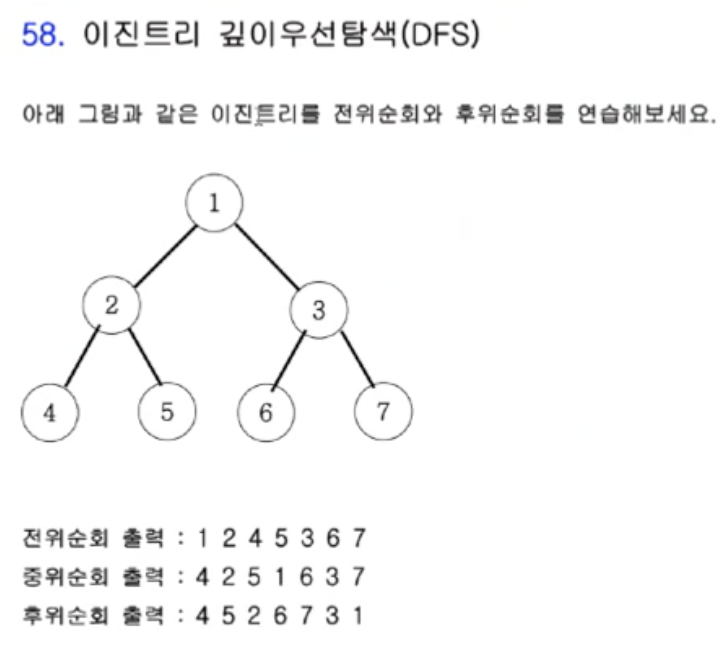 58. 이진트리 깊이우선탐색(DFS)
아래 그림과 같은 이진트리를 전위순회와 후위순회를 연습해보세요.
1
2
3
4
5
6
7
전위순회 출력 : 1 2 4 5 3 6 7
중위순회 출력 : 4 2 5 1 6 3 7
후위순회 출력 : 4 5 2 6 7 3 1